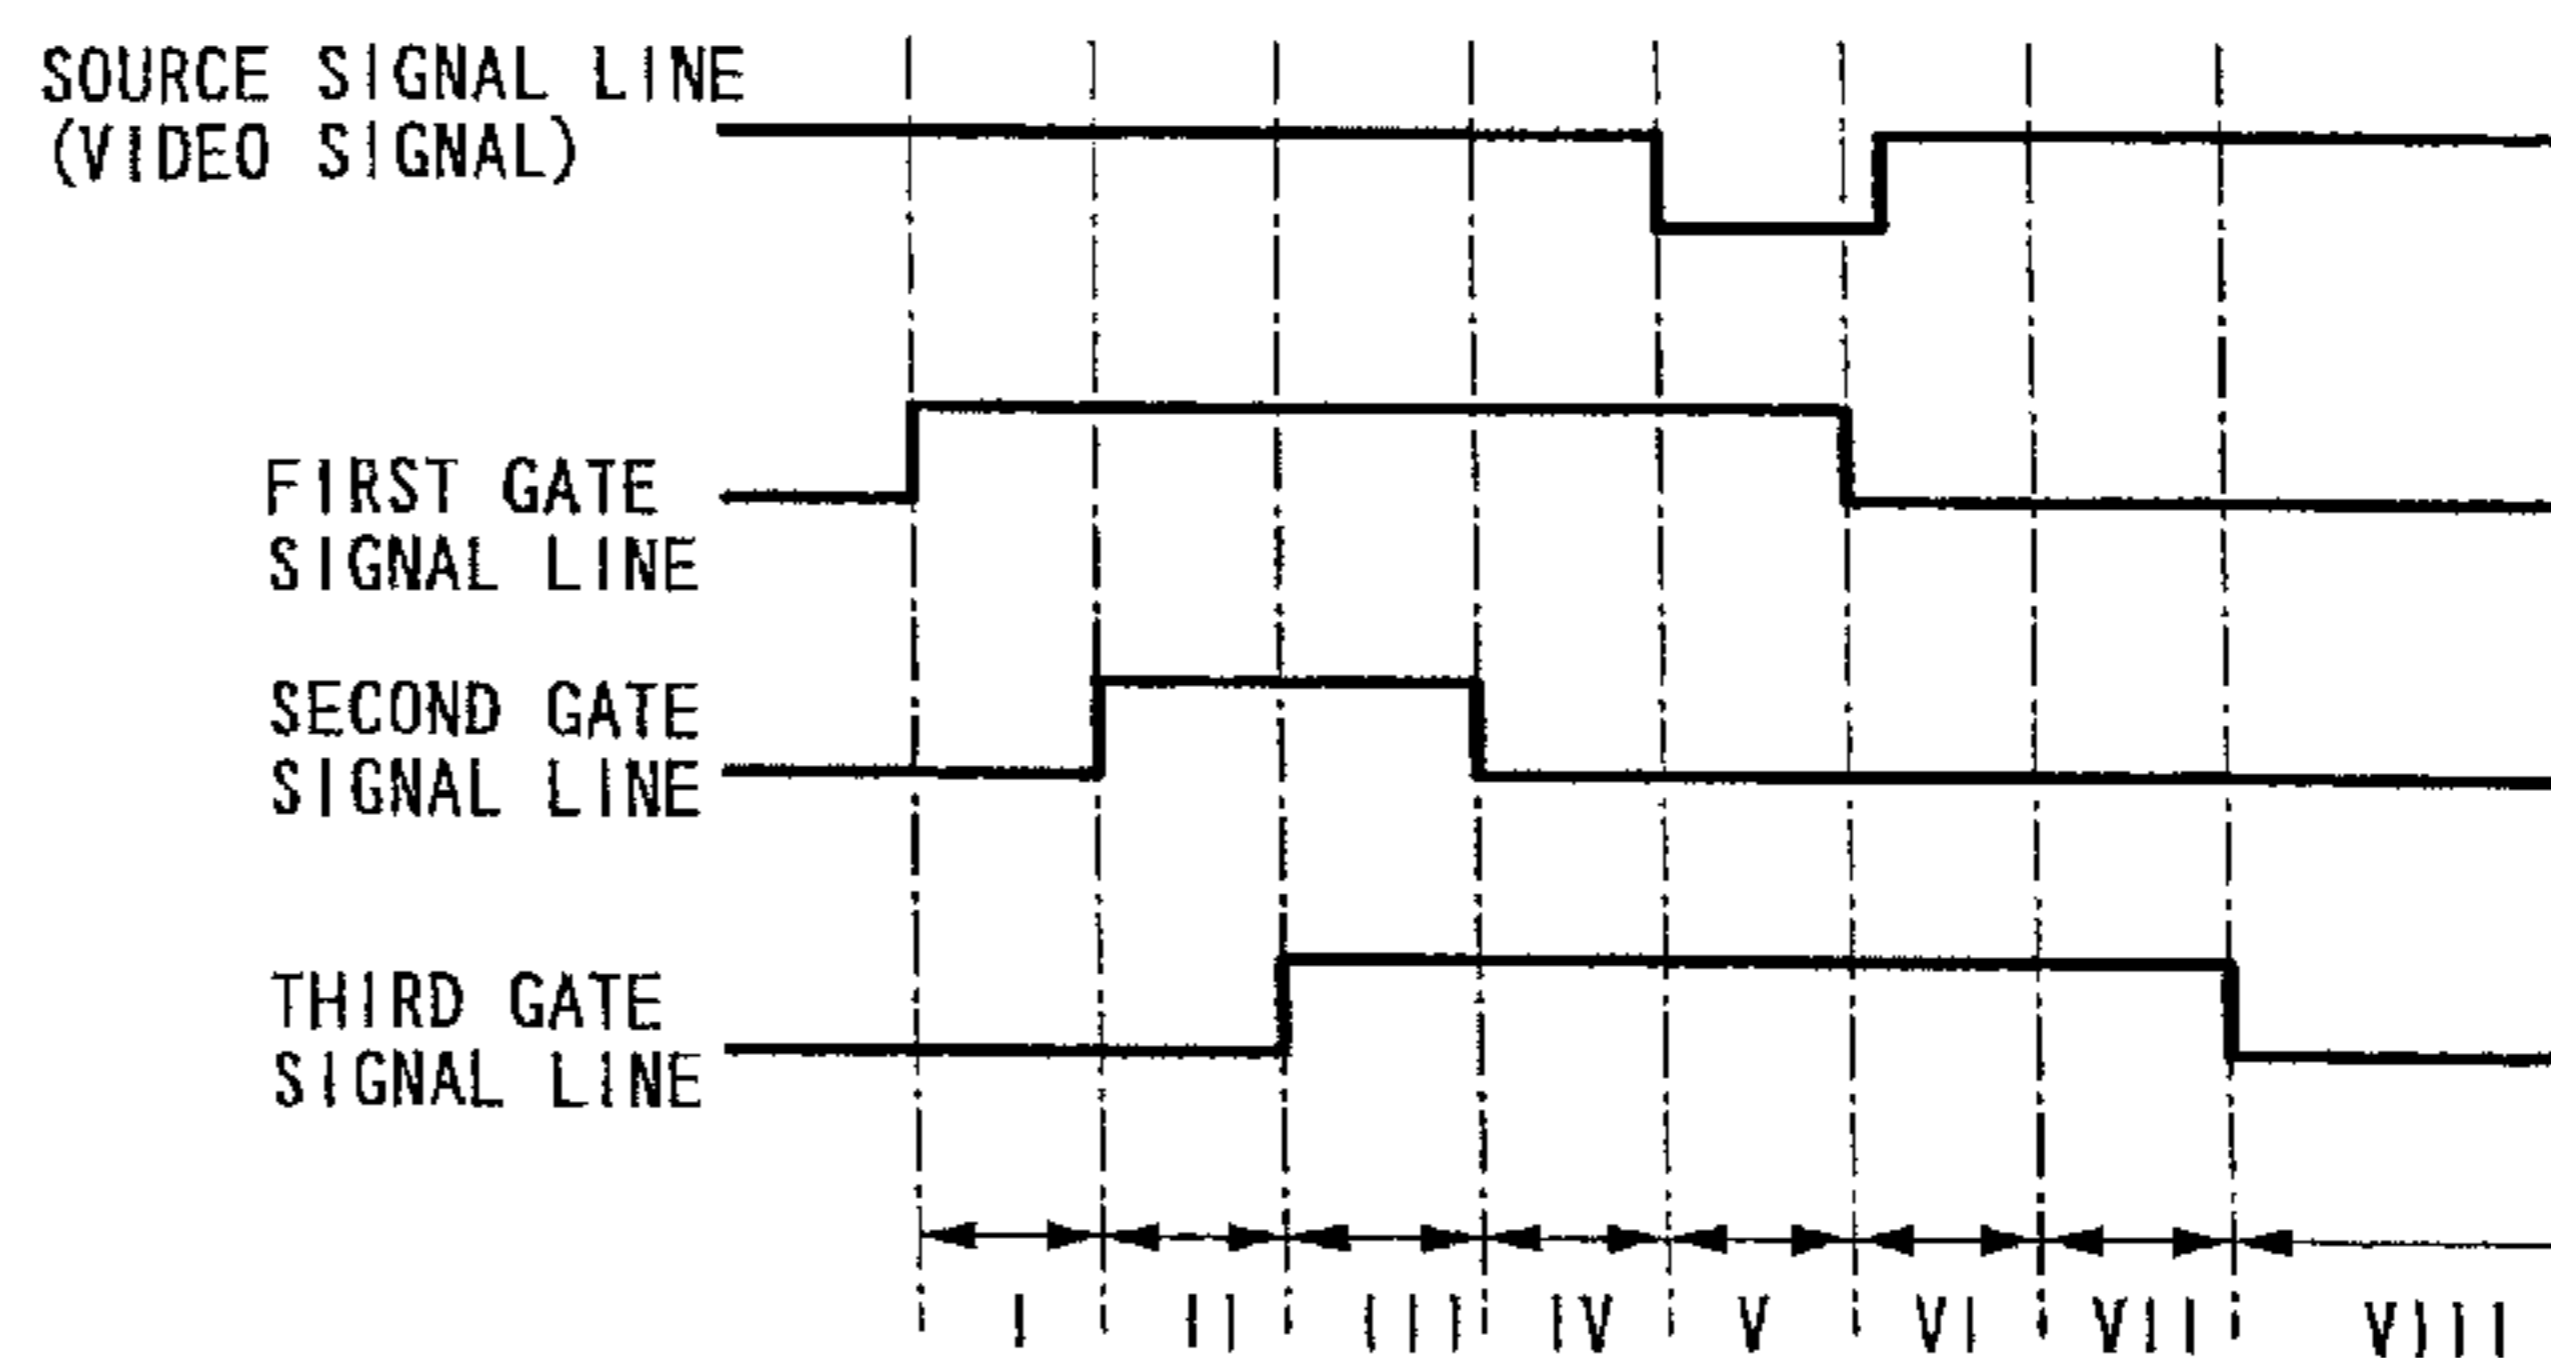 SOURCE SIGNAL LINE
(VIDEO SIGNAL)
FIRST GATE
SIGNAL LINE
SECOND GATE
SIGNAL LINE
THIRD GATE
SIGNAL LINE
I II III IV V VI VII VIII